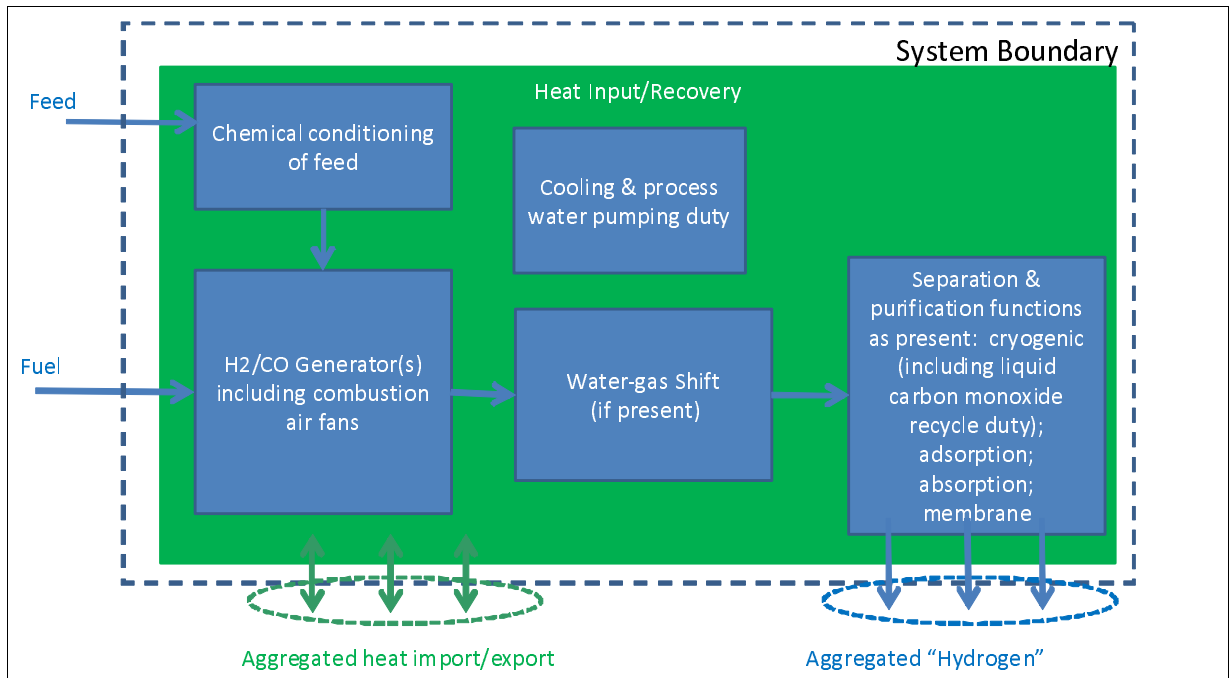 System Boundary
Heat Input/Recovery
Feed
Chemical conditioning
of feed
Cooling & process
water pumping duty
Fuel
H2/CO Generator(s)
including combustion
air fans
Water-gas Shift
(if present)
Separation &
purification functions
as present:  cryogenic
(including liquid
carbon monoxide
recycle duty);
adsorption;
absorption;
membrane
Aggregated heat import/export
Aggregated “Hydrogen”